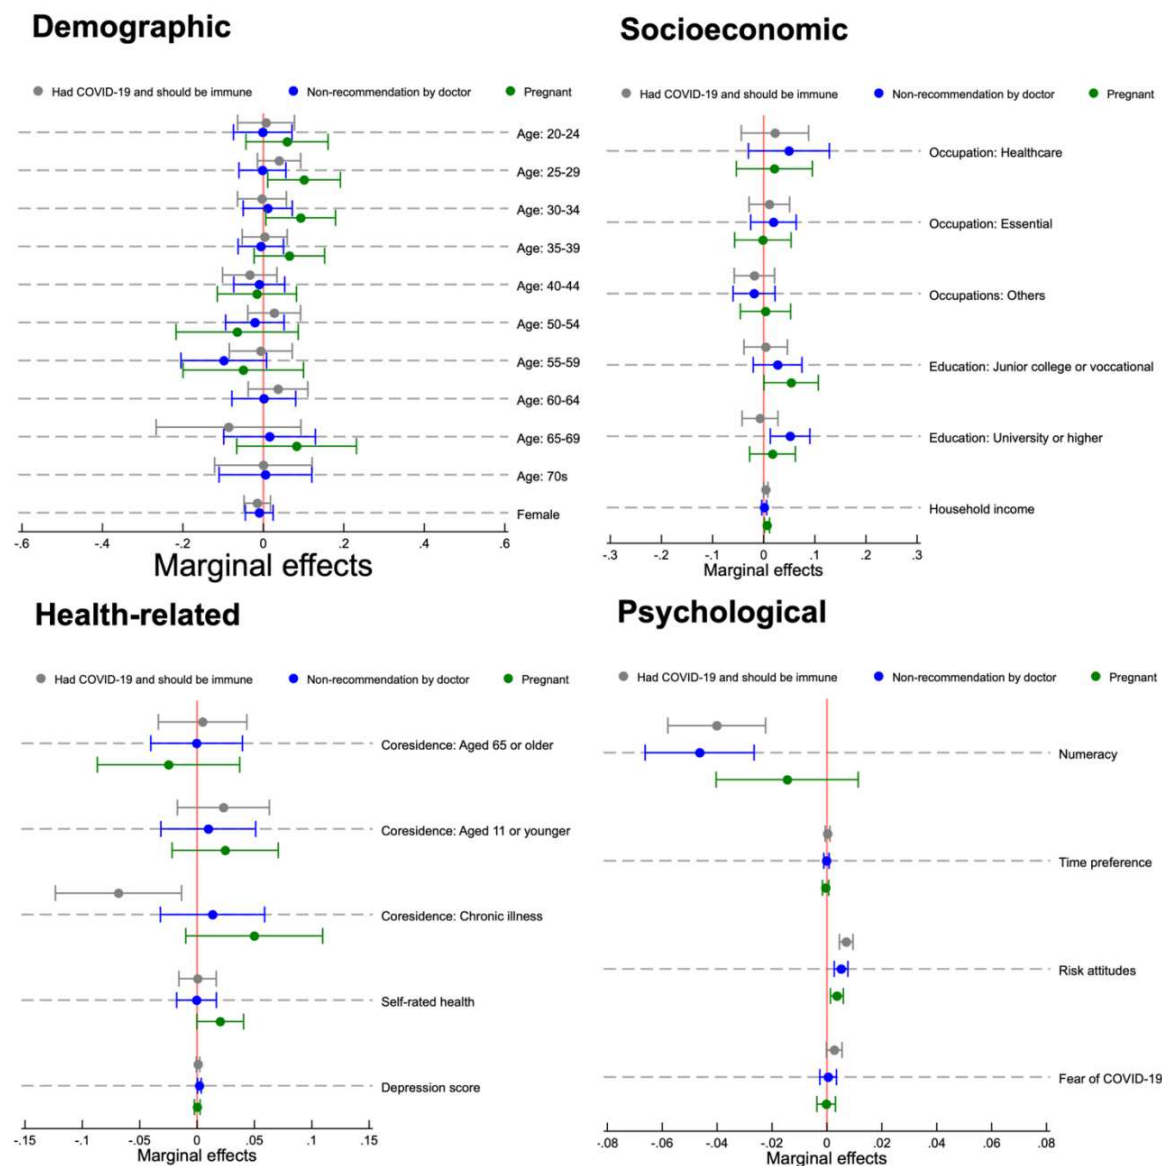 Demographic
Had COVID-19 and should be immune Non-recommendation by doctor Pregnant
Age: 20-24
Age: 25-29
Age: 30-34
Age: 35-39
Age: 40-44
Age: 50-54
Age: 55-59
Age: 60-64
Age: 65-69
Age: 70s
Female
-.6 -.4 -.2 0 .2 .4 .6
Marginal effects
Socioeconomic
Had COVID-19 and should be immune Non-recommendation by doctor Pregnant
Occupation: Healthcare
Occupation: Essential
Occupations: Others
Education: Junior college or voccational
Education: University or higher
Household income
-.3 -.2 -.1 0 .1 .2 .3
Marginal effects
Health-related
Had COVID-19 and should be immune Non-recommendation by doctor Pregnant
Coresidence: Aged 65 or older
Coresidence: Aged 11 or younger
Coresidence: Chronic illness
Self-rated health
Depression score
-.15 -.1 -.05 0 .05 .1 .15
Marginal effects
Psychological
Had COVID-19 and should be immune Non-recommendation by doctor Pregnant
Numeracy
Time preference
Risk attitudes
Fear of COVID-19
-.08 -.06 -.04 -.02 0 .02 .04 .06 .08
Marginal effects